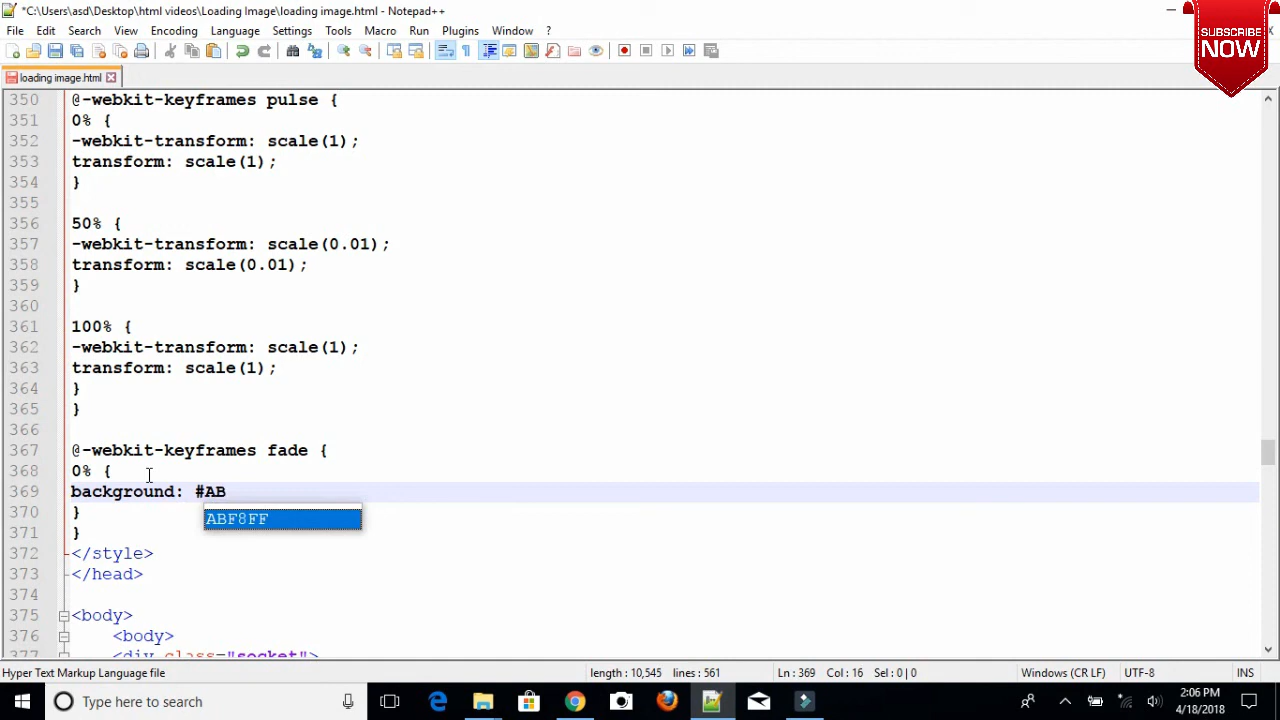 *C:\Users\asd\Desktop\html videos\Loading Image\loading image.html - Notepad++
File Edit Search View Encoding Language Settings Tools Macro Run Plugins Window ?
SUBSCRIBE
NOW
loading image.html
350 @-webkit-keyframes pulse {
351 0% {
352 -webkit-transform: scale(1);
353 transform: scale(1);
354 }
355
356 50% {
357 -webkit-transform: scale(0.01);
358 transform: scale(0.01);
359 }
360
361 100% {
362 -webkit-transform: scale(1);
363 transform: scale(1);
364 }
365 }
366
367 @-webkit-keyframes fade {
368 0% {
369 background: #AB
ABF8FF
370 }
371 }
372 </style>
373 </head>
374
375 <body>
376 <body>
377 <div class="socket">
Hyper Text Markup Language file length : 10,545 lines : 561 Ln : 369 Col : 16 Sel : 0 | 0 Windows (CR LF) UTF-8 INS
Type here to search
2:06 PM
4/18/2018